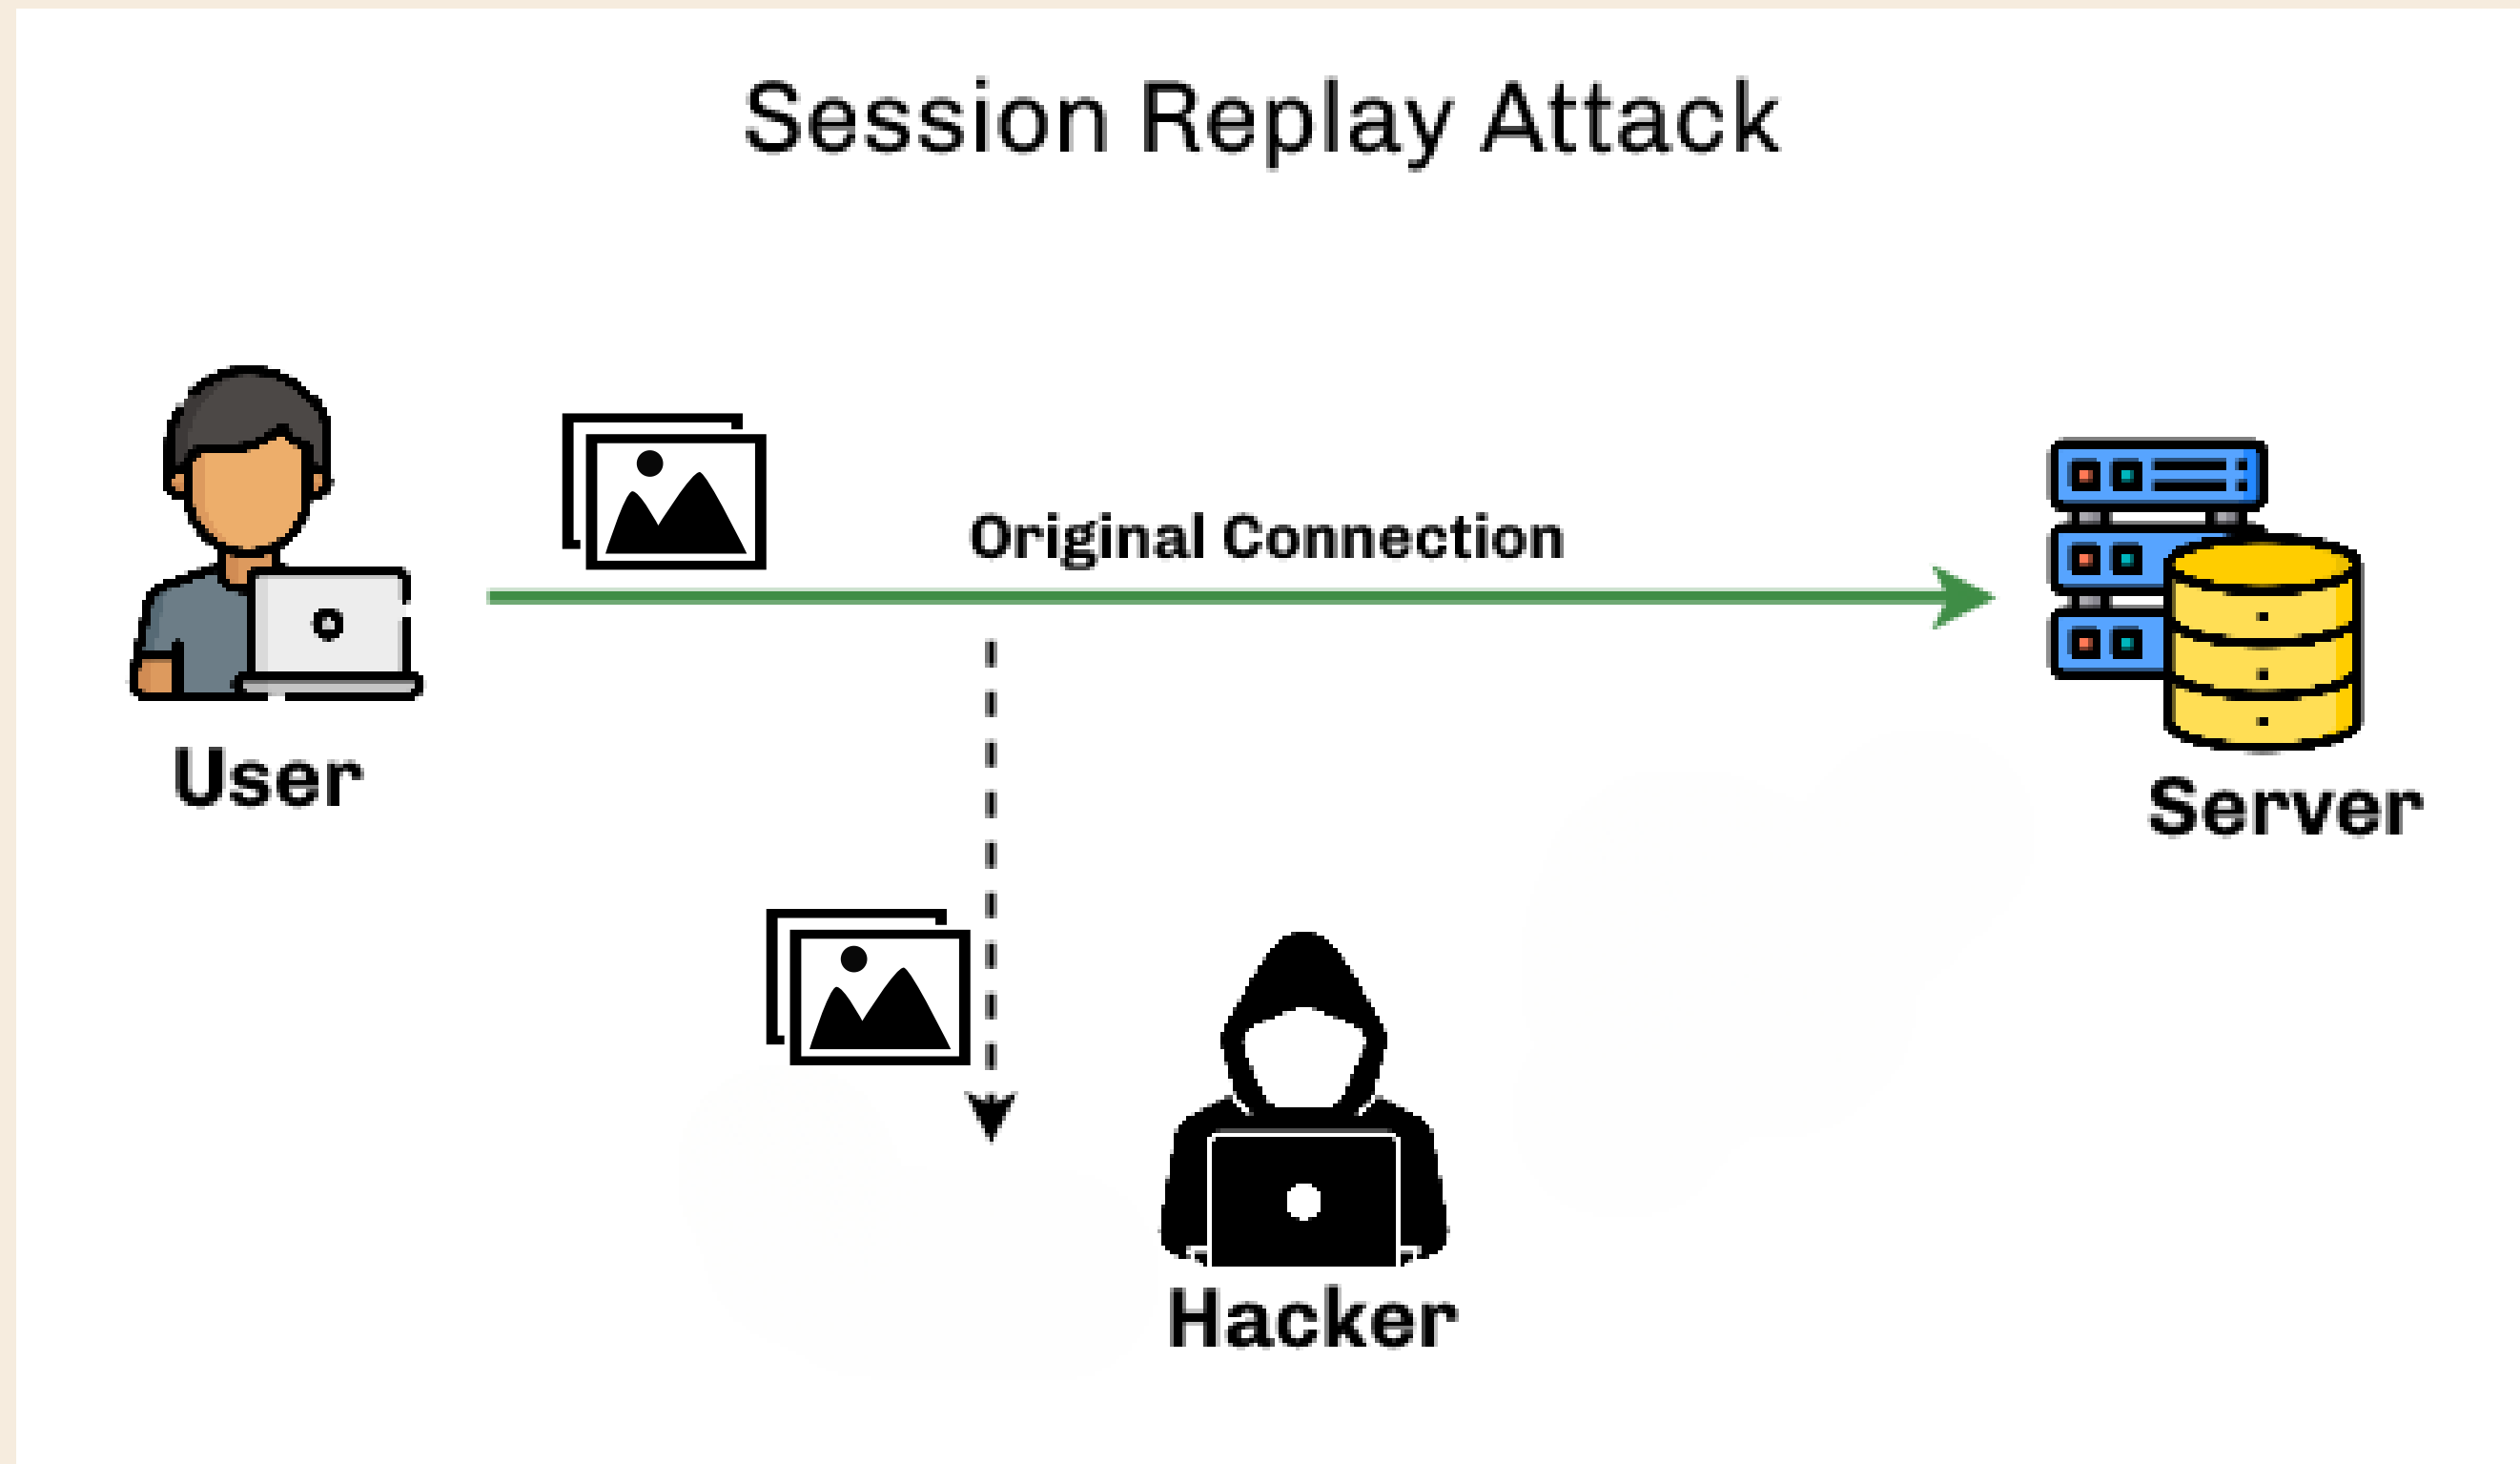 Session Replay Attack
Original Connection
User
Server
Hacker